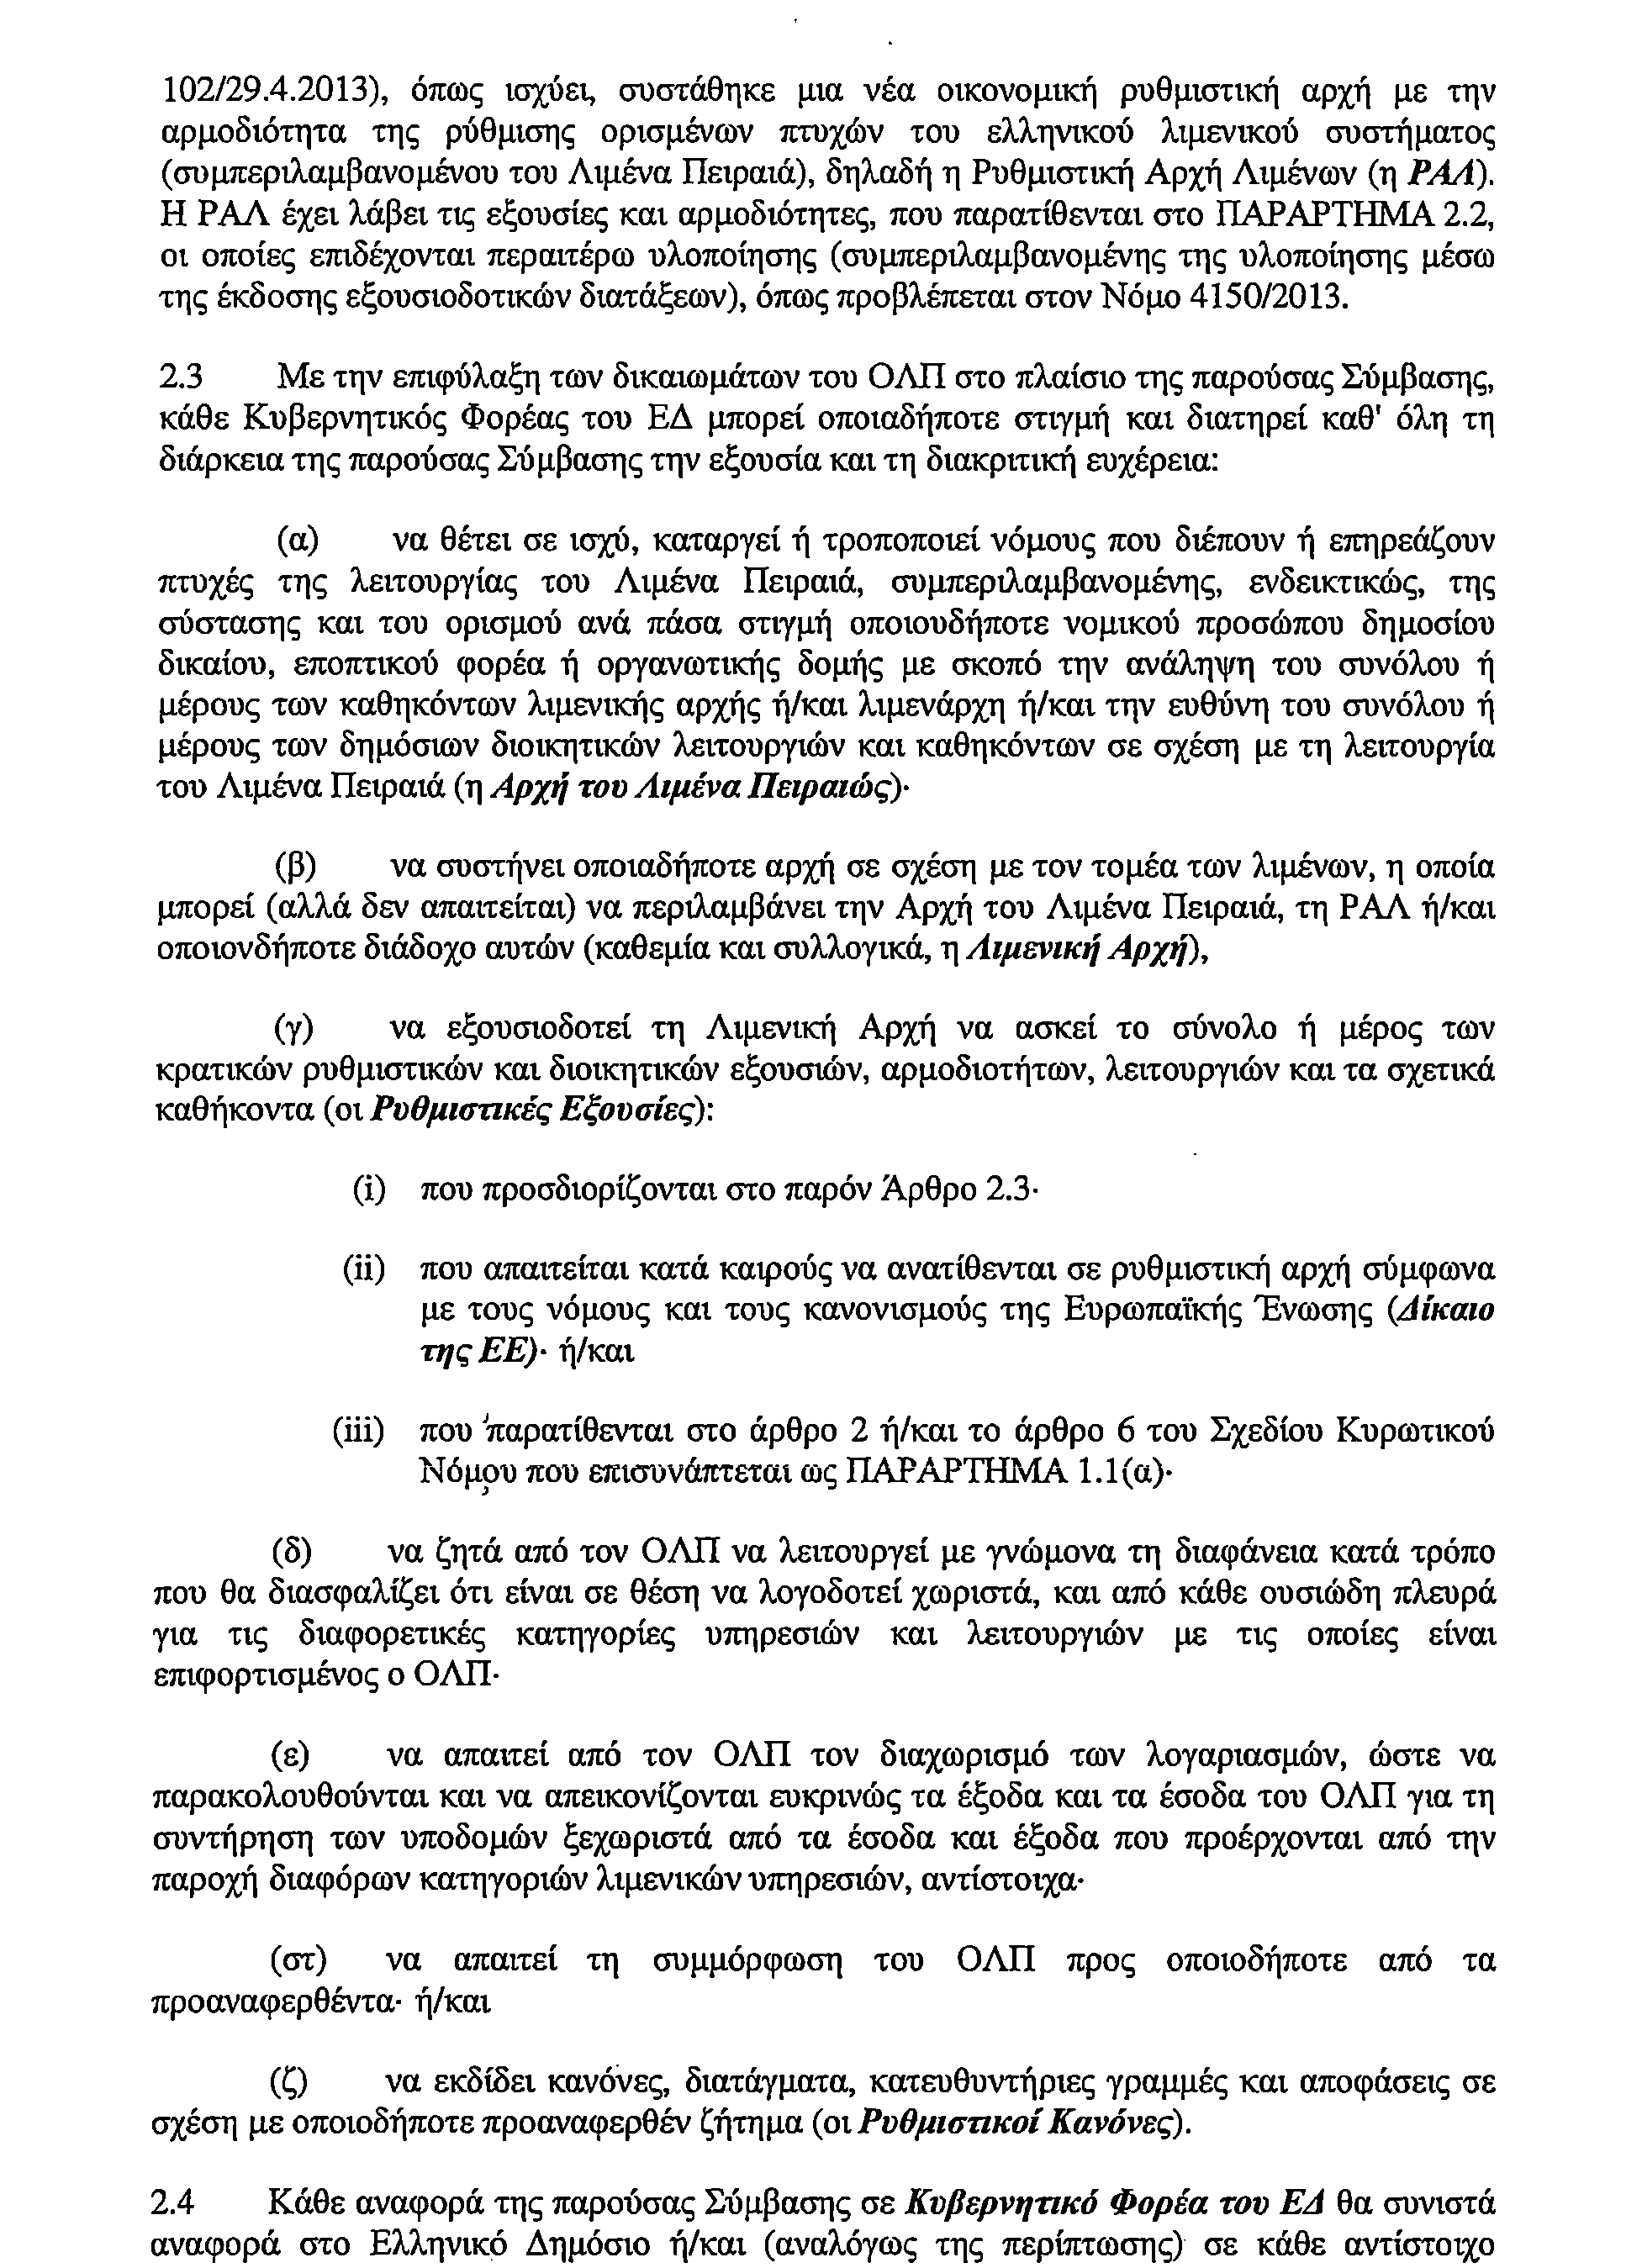 102/29.4.2013), όπως ισχύει, συστάθηκε μια νέα οικονομική ρυθμιστική αρχή με την
αρμοδιότητα της ρύθμισης ορισμένων πτυχών του ελληνικού λιμενικού συστήματος
(συμπεριλαμβανομένου του Λιμένα Πειραιά), δηλαδή η Ρυθμιστική Αρχή Λιμένων (η ΡΑΛ).
Η ΡΑΛ έχει λάβει τις εξουσίες και αρμοδιότητες, που παρατίθενται στο ΠΑΡΑΡΤΗΜΑ 2.2,
οι οποίες επιδέχονται περαιτέρω υλοποίησης (συμπεριλαμβανομένης της υλοποίησης μέσω
της έκδοσης εξουσιοδοτικών διατάξεων), όπως προβλέπεται στον Νόμο 4150/2013.
2.3 Με την επιφύλαξη των δικαιωμάτων του ΟΛΠ στο πλαίσιο της παρούσας Σύμβασης,
κάθε Κυβερνητικός Φορέας του ΕΔ μπορεί οποιαδήποτε στιγμή και διατηρεί καθ' όλη τη
διάρκεια της παρούσας Σύμβασης την εξουσία και τη διακριτική ευχέρεια:
(α) να θέτει σε ισχύ, καταργεί ή τροποποιεί νόμους που διέπουν ή επηρεάζουν
πτυχές της λειτουργίας του Λιμένα Πειραιά, συμπεριλαμβανομένης, ενδεικτικώς, της
σύστασης και του ορισμού ανά πάσα στιγμή οποιουδήποτε νομικού προσώπου δημοσίου
δικαίου, εποπτικού φορέα ή οργανωτικής δομής με σκοπό την ανάληψη του συνόλου ή
μέρους των καθηκόντων λιμενικής αρχής ή/και λιμενάρχη ή/και την ευθύνη του συνόλου ή
μέρους των δημόσιων διοικητικών λειτουργιών και καθηκόντων σε σχέση με τη λειτουργία
του Λιμένα Πειραιά (η Αρχή του Λιμένα Πειραιώς)·
(β) να συστήνει οποιαδήποτε αρχή σε σχέση με τον τομέα των λιμένων, η οποία
μπορεί (αλλά δεν απαιτείται) να περιλαμβάνει την Αρχή του Λιμένα Πειραιά, τη ΡΑΛ ή/και
οποιονδήποτε διάδοχο αυτών (καθεμία και συλλογικά, η Λιμενική Αρχή),
(γ) να εξουσιοδοτεί τη Λιμενική Αρχή να ασκεί το σύνολο ή μέρος των
κρατικών ρυθμιστικών και διοικητικών εξουσιών, αρμοδιοτήτων, λειτουργιών και τα σχετικά
καθήκοντα (οι Ρυθμιστικές Εξουσίες):
(i) που προσδιορίζονται στο παρόν Άρθρο 2.3·
(ii) που απαιτείται κατά καιρούς να ανατίθενται σε ρυθμιστική αρχή σύμφωνα
με τους νόμους και τους κανονισμούς της Ευρωπαϊκής Ένωσης (Δίκαιο
της ΕΕ)· ή/και
(iii) που παρατίθενται στο άρθρο 2 ή/και το άρθρο 6 του Σχεδίου Κυρωτικού
Νόμου που επισυνάπτεται ως ΠΑΡΑΡΤΗΜΑ 1.1(α)·
(δ) να ζητά από τον ΟΛΠ να λειτουργεί με γνώμονα τη διαφάνεια κατά τρόπο
που θα διασφαλίζει ότι είναι σε θέση να λογοδοτεί χωριστά, και από κάθε ουσιώδη πλευρά
για τις διαφορετικές κατηγορίες υπηρεσιών και λειτουργιών με τις οποίες είναι
επιφορτισμένος ο ΟΛΠ·
(ε) να απαιτεί από τον ΟΛΠ τον διαχωρισμό των λογαριασμών, ώστε να
παρακολουθούνται και να απεικονίζονται ευκρινώς τα έξοδα και τα έσοδα του ΟΛΠ για τη
συντήρηση των υποδομών ξεχωριστά από τα έσοδα και έξοδα που προέρχονται από την
παροχή διαφόρων κατηγοριών λιμενικών υπηρεσιών, αντίστοιχα·
(στ) να απαιτεί τη συμμόρφωση του ΟΛΠ προς οποιοδήποτε από τα
προαναφερθέντα· ή/και
(ζ) να εκδίδει κανόνες, διατάγματα, κατευθυντήριες γραμμές και αποφάσεις σε
σχέση με οποιοδήποτε προαναφερθέν ζήτημα (οι Ρυθμιστικοί Κανόνες).
2.4 Κάθε αναφορά της παρούσας Σύμβασης σε Κυβερνητικό Φορέα του ΕΔ θα συνιστά
αναφορά στο Ελληνικό Δημόσιο ή/και (αναλόγως της περίπτωσης) σε κάθε αντίστοιχο